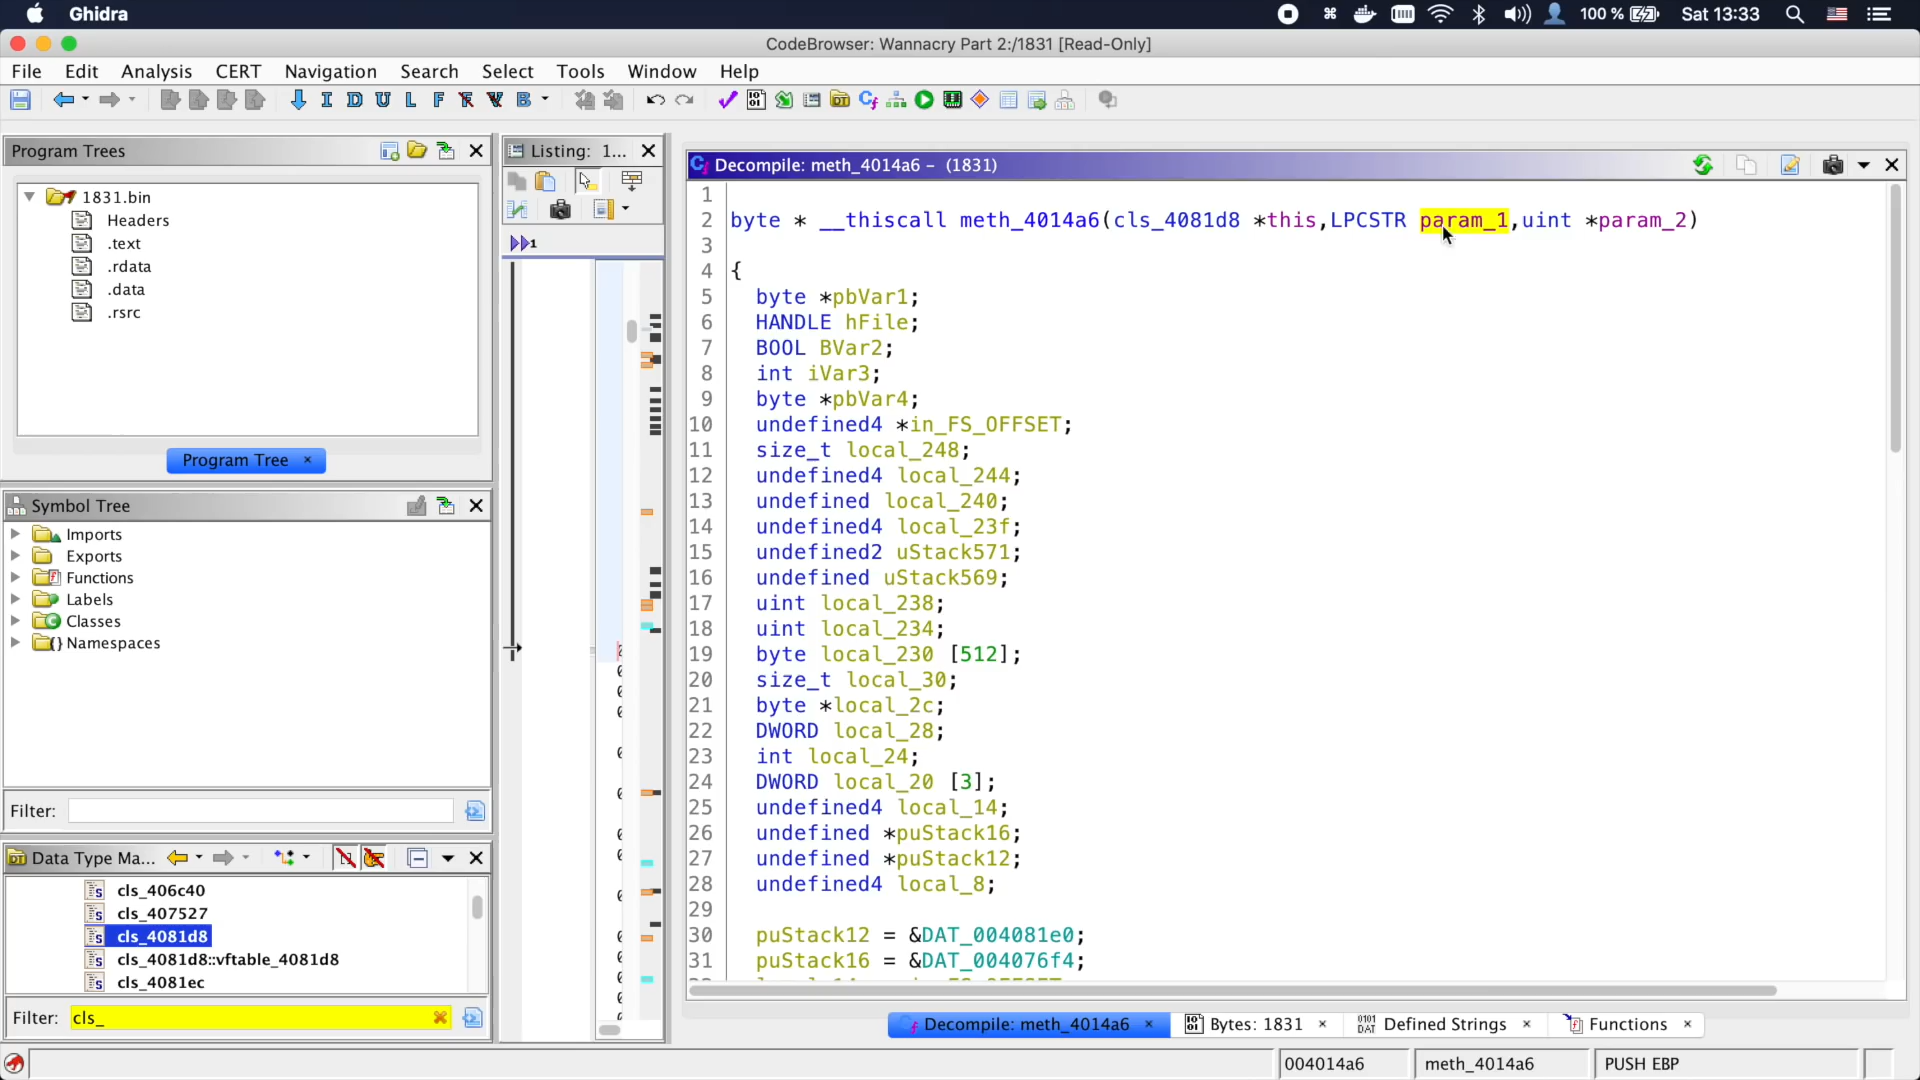 Ghidra
100 %
Sat 13:33
CodeBrowser: Wannacry Part 2:/1831 [Read-Only]
File Edit Analysis CERT Navigation Search Select Tools Window Help
I D U L F F V B
Program Trees
1831.bin
Headers
.text
.rdata
.data
.rsrc
Program Tree ×
Symbol Tree
Imports
Exports
Functions
Labels
Classes
Namespaces
Filter:
Data Type Ma...
cls_406c40
cls_407527
cls_4081d8
cls_4081d8::vftable_4081d8
cls_4081ec
Filter: cls_
Listing: 1...
1
Decompile: meth_4014a6 - (1831)
1
2 byte * __thiscall meth_4014a6(cls_4081d8 *this,LPCSTR param_1,uint *param_2)
3
4 {
5 byte *pbVar1;
6 HANDLE hFile;
7 BOOL BVar2;
8 int iVar3;
9 byte *pbVar4;
10 undefined4 *in_FS_OFFSET;
11 size_t local_248;
12 undefined4 local_244;
13 undefined local_240;
14 undefined4 local_23f;
15 undefined2 uStack571;
16 undefined uStack569;
17 uint local_238;
18 uint local_234;
19 byte local_230 [512];
20 size_t local_30;
21 byte *local_2c;
22 DWORD local_28;
23 int local_24;
24 DWORD local_20 [3];
25 undefined4 local_14;
26 undefined *puStack16;
27 undefined *puStack12;
28 undefined4 local_8;
29
30 puStack12 = &DAT_004081e0;
31 puStack16 = &DAT_004076f4;
Decompile: meth_4014a6 × Bytes: 1831 × Defined Strings × Functions ×
004014a6 meth_4014a6 PUSH EBP